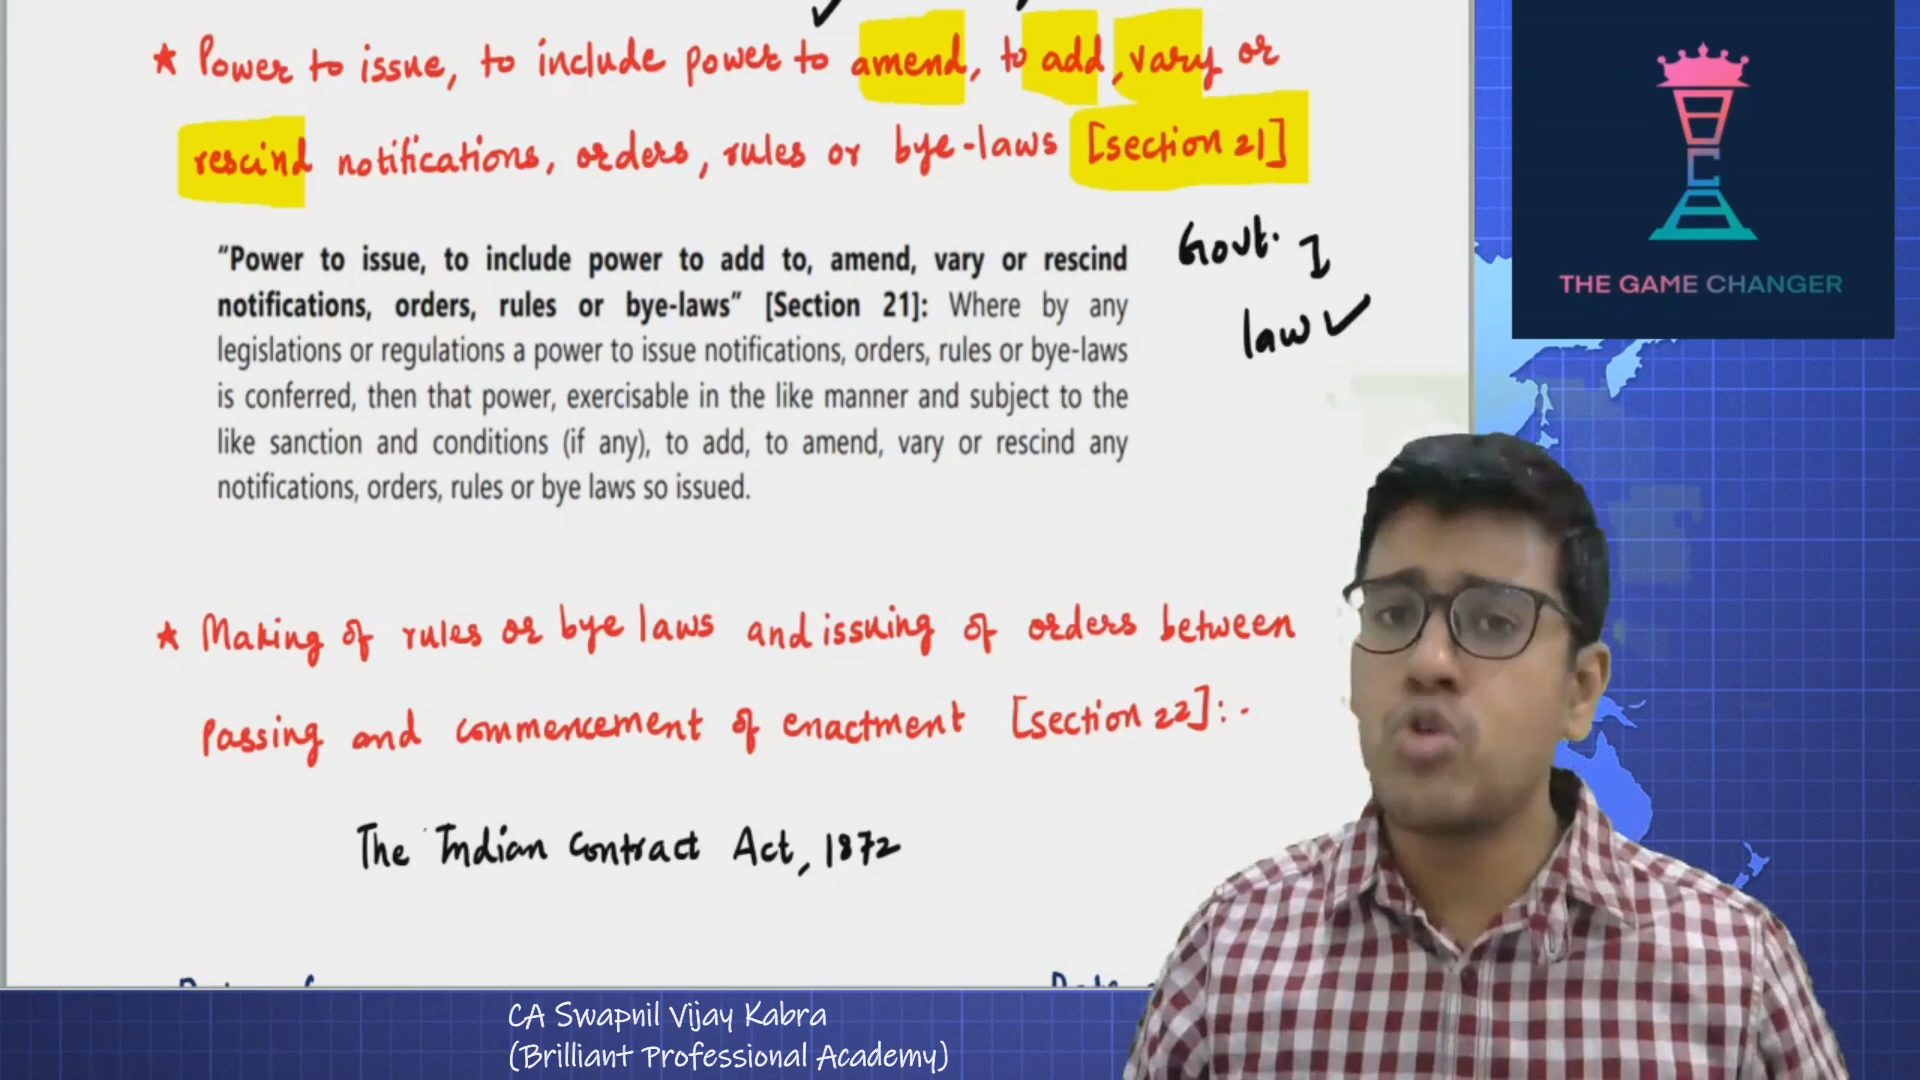 ★ Power to issue, to include power to amend, to add, vary or
rescind notifications, orders, rules or bye-laws [section 21]
“Power to issue, to include power to add to, amend, vary or rescind
notifications, orders, rules or bye-laws” [Section 21]: Where by any
legislations or regulations a power to issue notifications, orders, rules or bye-laws
is conferred, then that power, exercisable in the like manner and subject to the
like sanction and conditions (if any), to add, to amend, vary or rescind any
notifications, orders, rules or bye laws so issued.
Govt.
law ✓
★ Making of rules or bye laws and issuing of orders between
passing and commencement of enactment [section 22]:-
The Indian Contract Act, 1872
THE GAME CHANGER
CA Swapnil Vijay Kabra
(Brilliant Professional Academy)